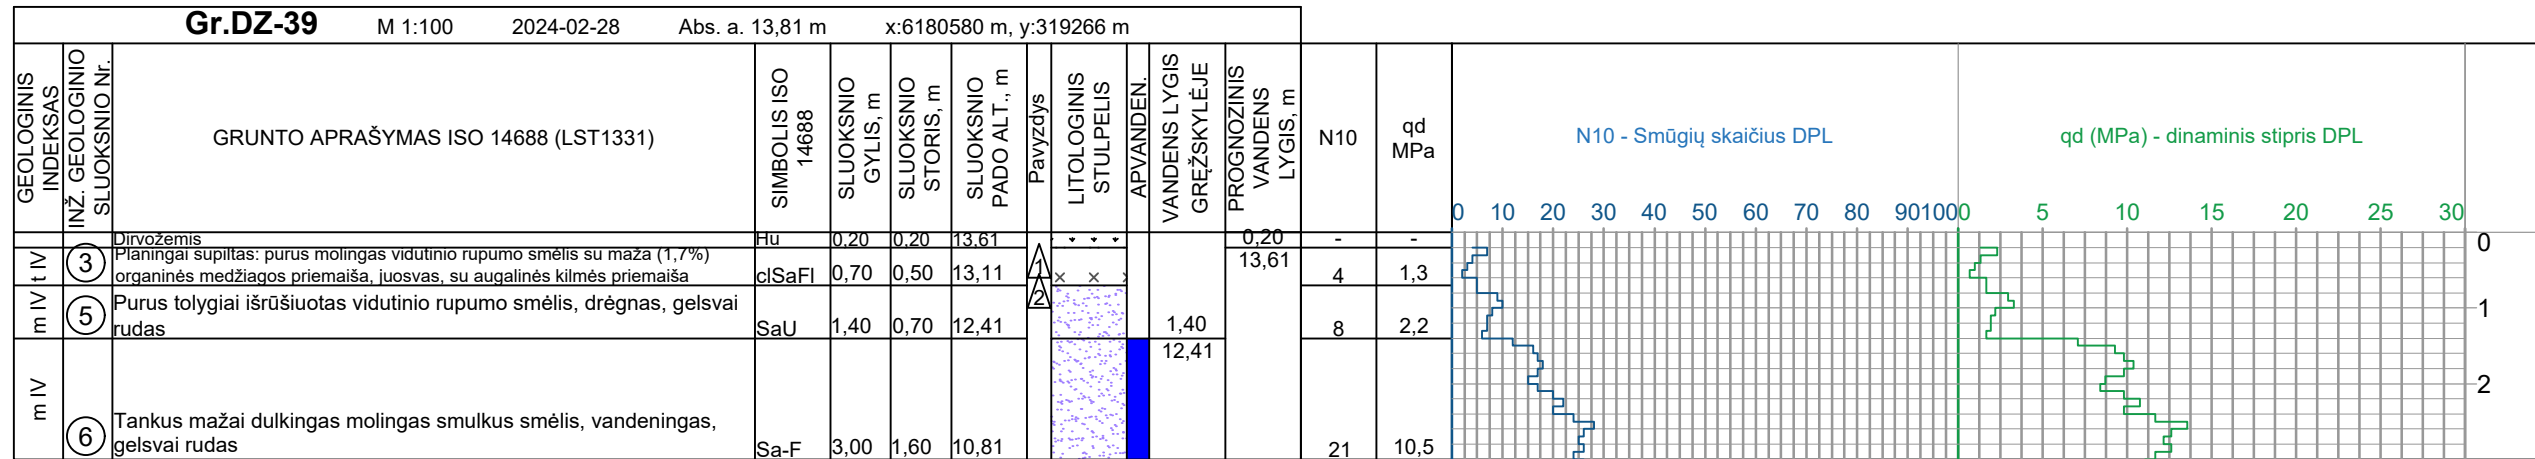 Gr.DZ-39 M 1:100 2024-02-28 Abs. a. 13,81 m x:6180580 m, y:319266 m
GEOLOGINIS
INDEKSAS
INŽ. GEOLOGINIO
SLUOKSNIO Nr.
GRUNTO APRAŠYMAS ISO 14688 (LST1331)
SIMBOLIS ISO
14688
SLUOKSNIO
GYLIS, m
SLUOKSNIO
STORIS, m
SLUOKSNIO
PADO ALT., m
Pavyzdys
LITOLOGINIS
STULPELIS
APVANDEN.
VANDENS LYGIS
GRĘŽSKYLĖJE
PROGNOZINIS
VANDENS
LYGIS, m
N10
qd
MPa
N10 - Smūgių skaičius DPL
qd (MPa) - dinaminis stipris DPL
0 10 20 30 40 50 60 70 80 90 100
0 5 10 15 20 25 30
Dirvožemis Hu 0,20 0,20 13,61 0,20 - - 0
13,61
t IV 3 Planingai supiltas: purus molingas vidutinio rupumo smėlis su maža (1,7%)
organinės medžiagos priemaiša, juosvas, su augalinės kilmės priemaiša clSaFl 0,70 0,50 13,11 1 4 1,3
m IV 5 Purus tolygiai išrūšiuotas vidutinio rupumo smėlis, drėgnas, gelsvai 2 1
rudas SaU 1,40 0,70 12,41 1,40 8 2,2
12,41
m IV 2
6 Tankus mažai dulkingas molingas smulkus smėlis, vandeningas,
gelsvai rudas Sa-F 3,00 1,60 10,81 21 10,5